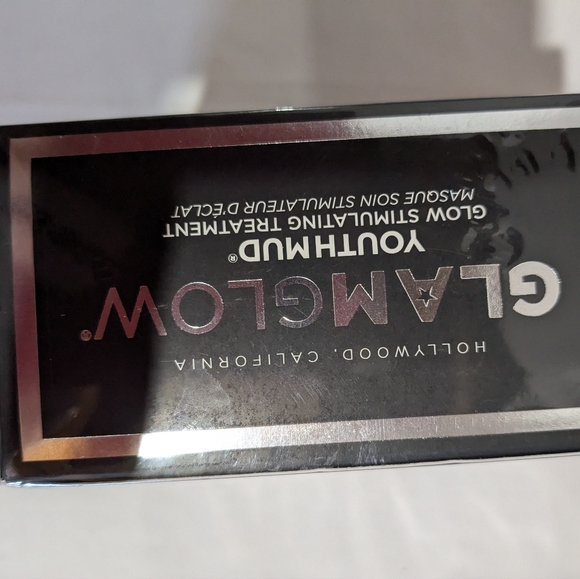 HOLLYWOOD, CALIFORNIA
GLAMGLOW®
YOUTHMUD®
GLOW STIMULATING TREATMENT
MASQUE SOIN STIMULATEUR D'ÉCLAT